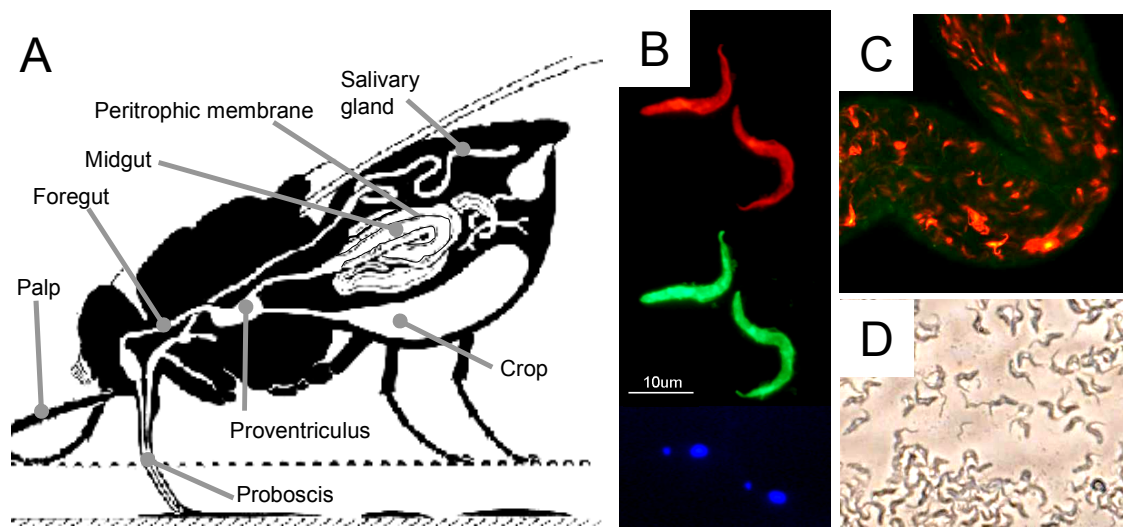 A
Salivary
gland
Peritrophic membrane
Midgut
Foregut
Palp
Crop
Proventriculus
Proboscis
B
10um
C
D